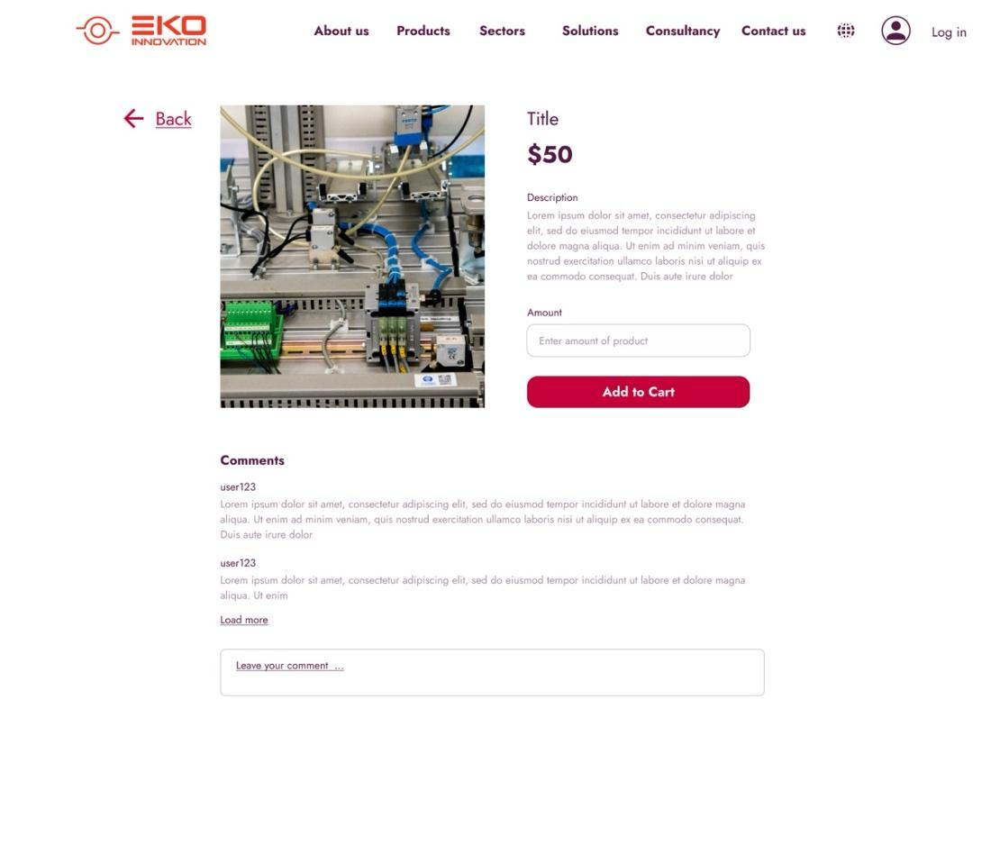 EKO
INNOVATION
About us
Products
Sectors
Solutions
Consultancy
Contact us
Log in
Back
FESTO
Title
$50
Description
Lorem ipsum dolor sit amet, consectetur adipiscing
elit, sed do eiusmod tempor incididunt ut labore et
dolore magna aliqua. Ut enim ad minim veniam, quis
nostrud exercitation ullamco laboris nisi ut aliquip ex
ea commodo consequat. Duis aute irure dolor
Amount
Enter amount of product
Add to Cart
Comments
user123
Lorem ipsum dolor sit amet, consectetur adipiscing elit, sed do eiusmod tempor incididunt ut labore et dolore magna
aliqua. Ut enim ad minim veniam, quis nostrud exercitation ullamco laboris nisi ut aliquip ex ea commodo consequat.
Duis aute irure dolor
user123
Lorem ipsum dolor sit amet, consectetur adipiscing elit, sed do eiusmod tempor incididunt ut labore et dolore magna
aliqua. Ut enim
Load more
Leave your comment ...